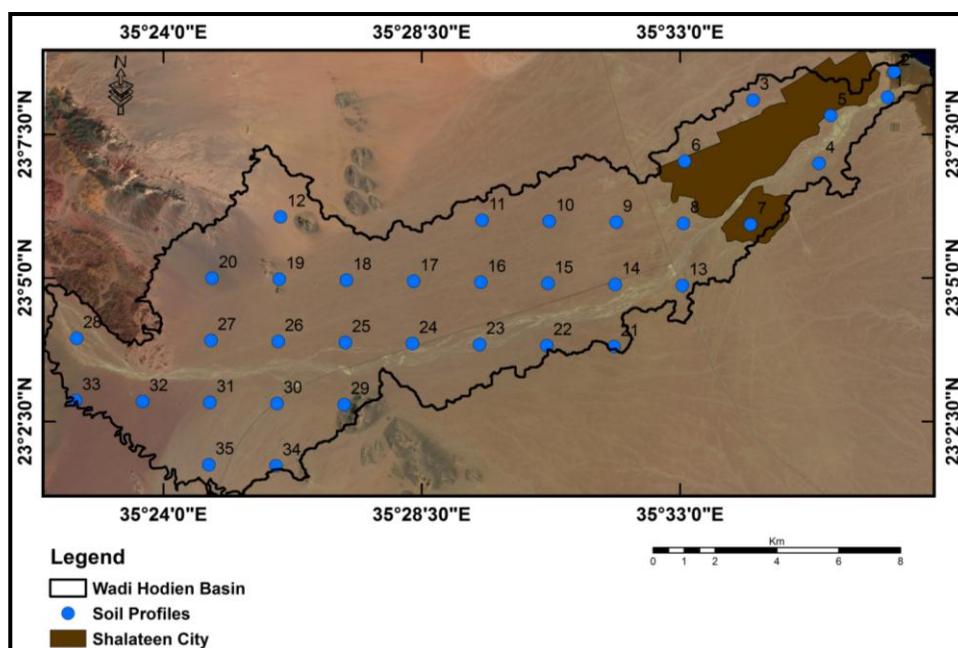 35°24'0"E 35°28'30"E 35°33'0"E
N
2
3 1
5
23°7'30"N 23°7'30"N
6 4
12 11 10 9 8 7
20 19 18 17 16 15 14 13
23°5'0"N 23°5'0"N
28 27 26 25 24 23 22 21
33 32 31 30 29
23°2'30"N 23°2'30"N
35 34
35°24'0"E 35°28'30"E 35°33'0"E
Legend
Wadi Hodien Basin
Soil Profiles
Shalateen City
Km
0 1 2 4 6 8